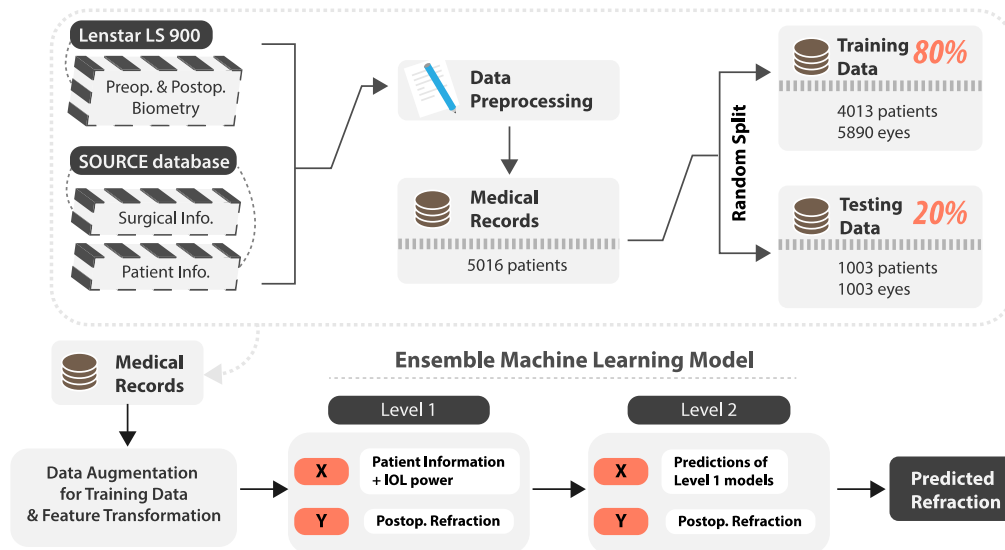 Lenstar LS 900
Preop. & Postop.
Biometry
SOURCE database
Surgical Info.
Patient Info.
Data
Preprocessing
Medical
Records
5016 patients
Random Split
Training
Data
80%
4013 patients
5890 eyes
Testing
Data
20%
1003 patients
1003 eyes
Medical
Records
Ensemble Machine Learning Model
Data Augmentation
for Training Data
& Feature Transformation
Level 1
X
Patient Information
+ IOL power
Y
Postop. Refraction
Level 2
X
Predictions of
Level 1 models
Y
Postop. Refraction
Predicted
Refraction